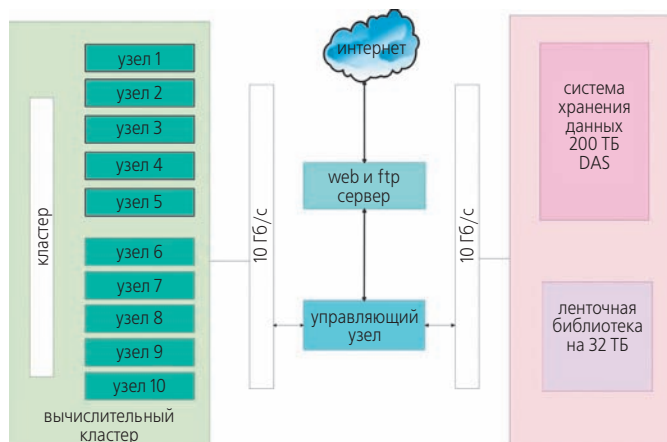 узел 1
узел 2
узел 3
узел 4
узел 5
узел 6
узел 7
узел 8
узел 9
узел 10
кластер
вычислительный
кластер
10 Гб/с
интернет
web и ftp
сервер
управляющий
узел
10 Гб/с
система
хранения
данных
200 ТБ
DAS
ленточная
библиотека
на 32 ТБ